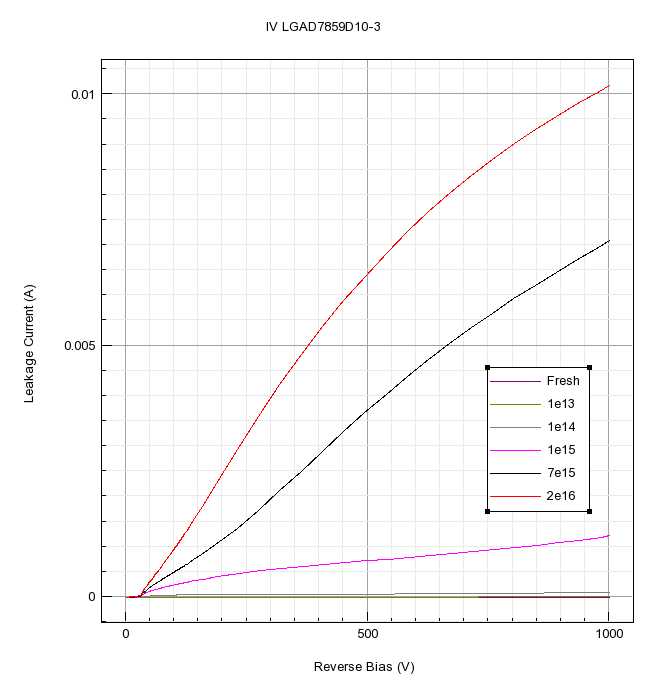 IV LGAD7859D10-3
0.01
Leakage Current (A)
0.005
Fresh
1e13
1e14
1e15
7e15
2e16
0
0 500 1000
Reverse Bias (V)